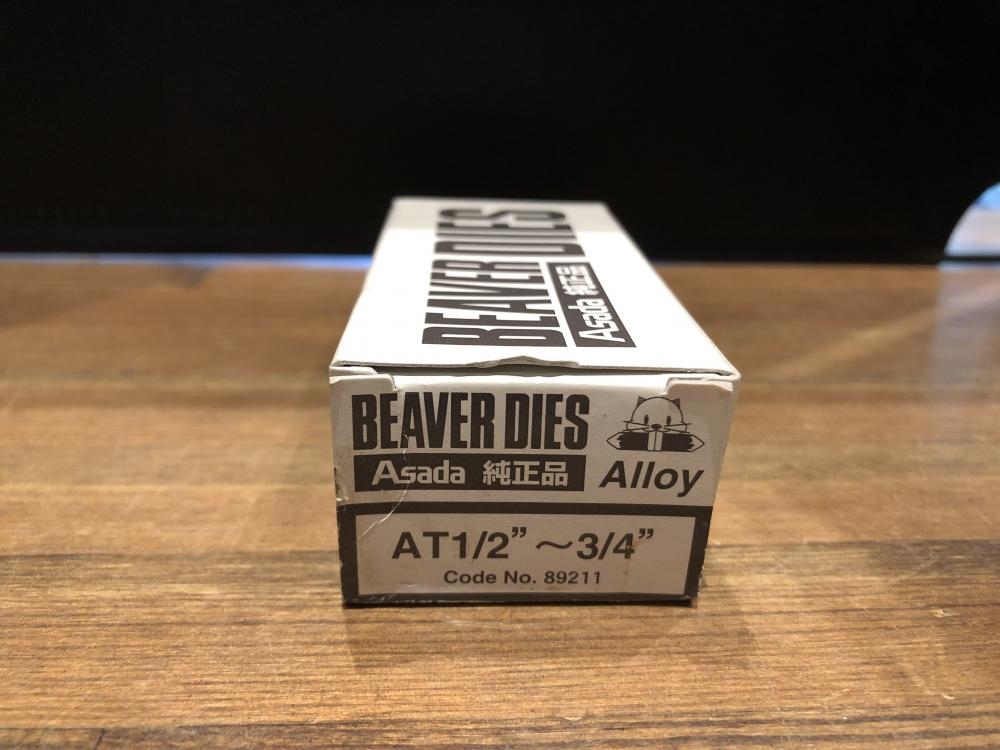 BEAVER DIES
Asada 純正品
BEAVER DIES
Asada 純正品
Alloy
AT1/2”～3/4”
Code No. 89211